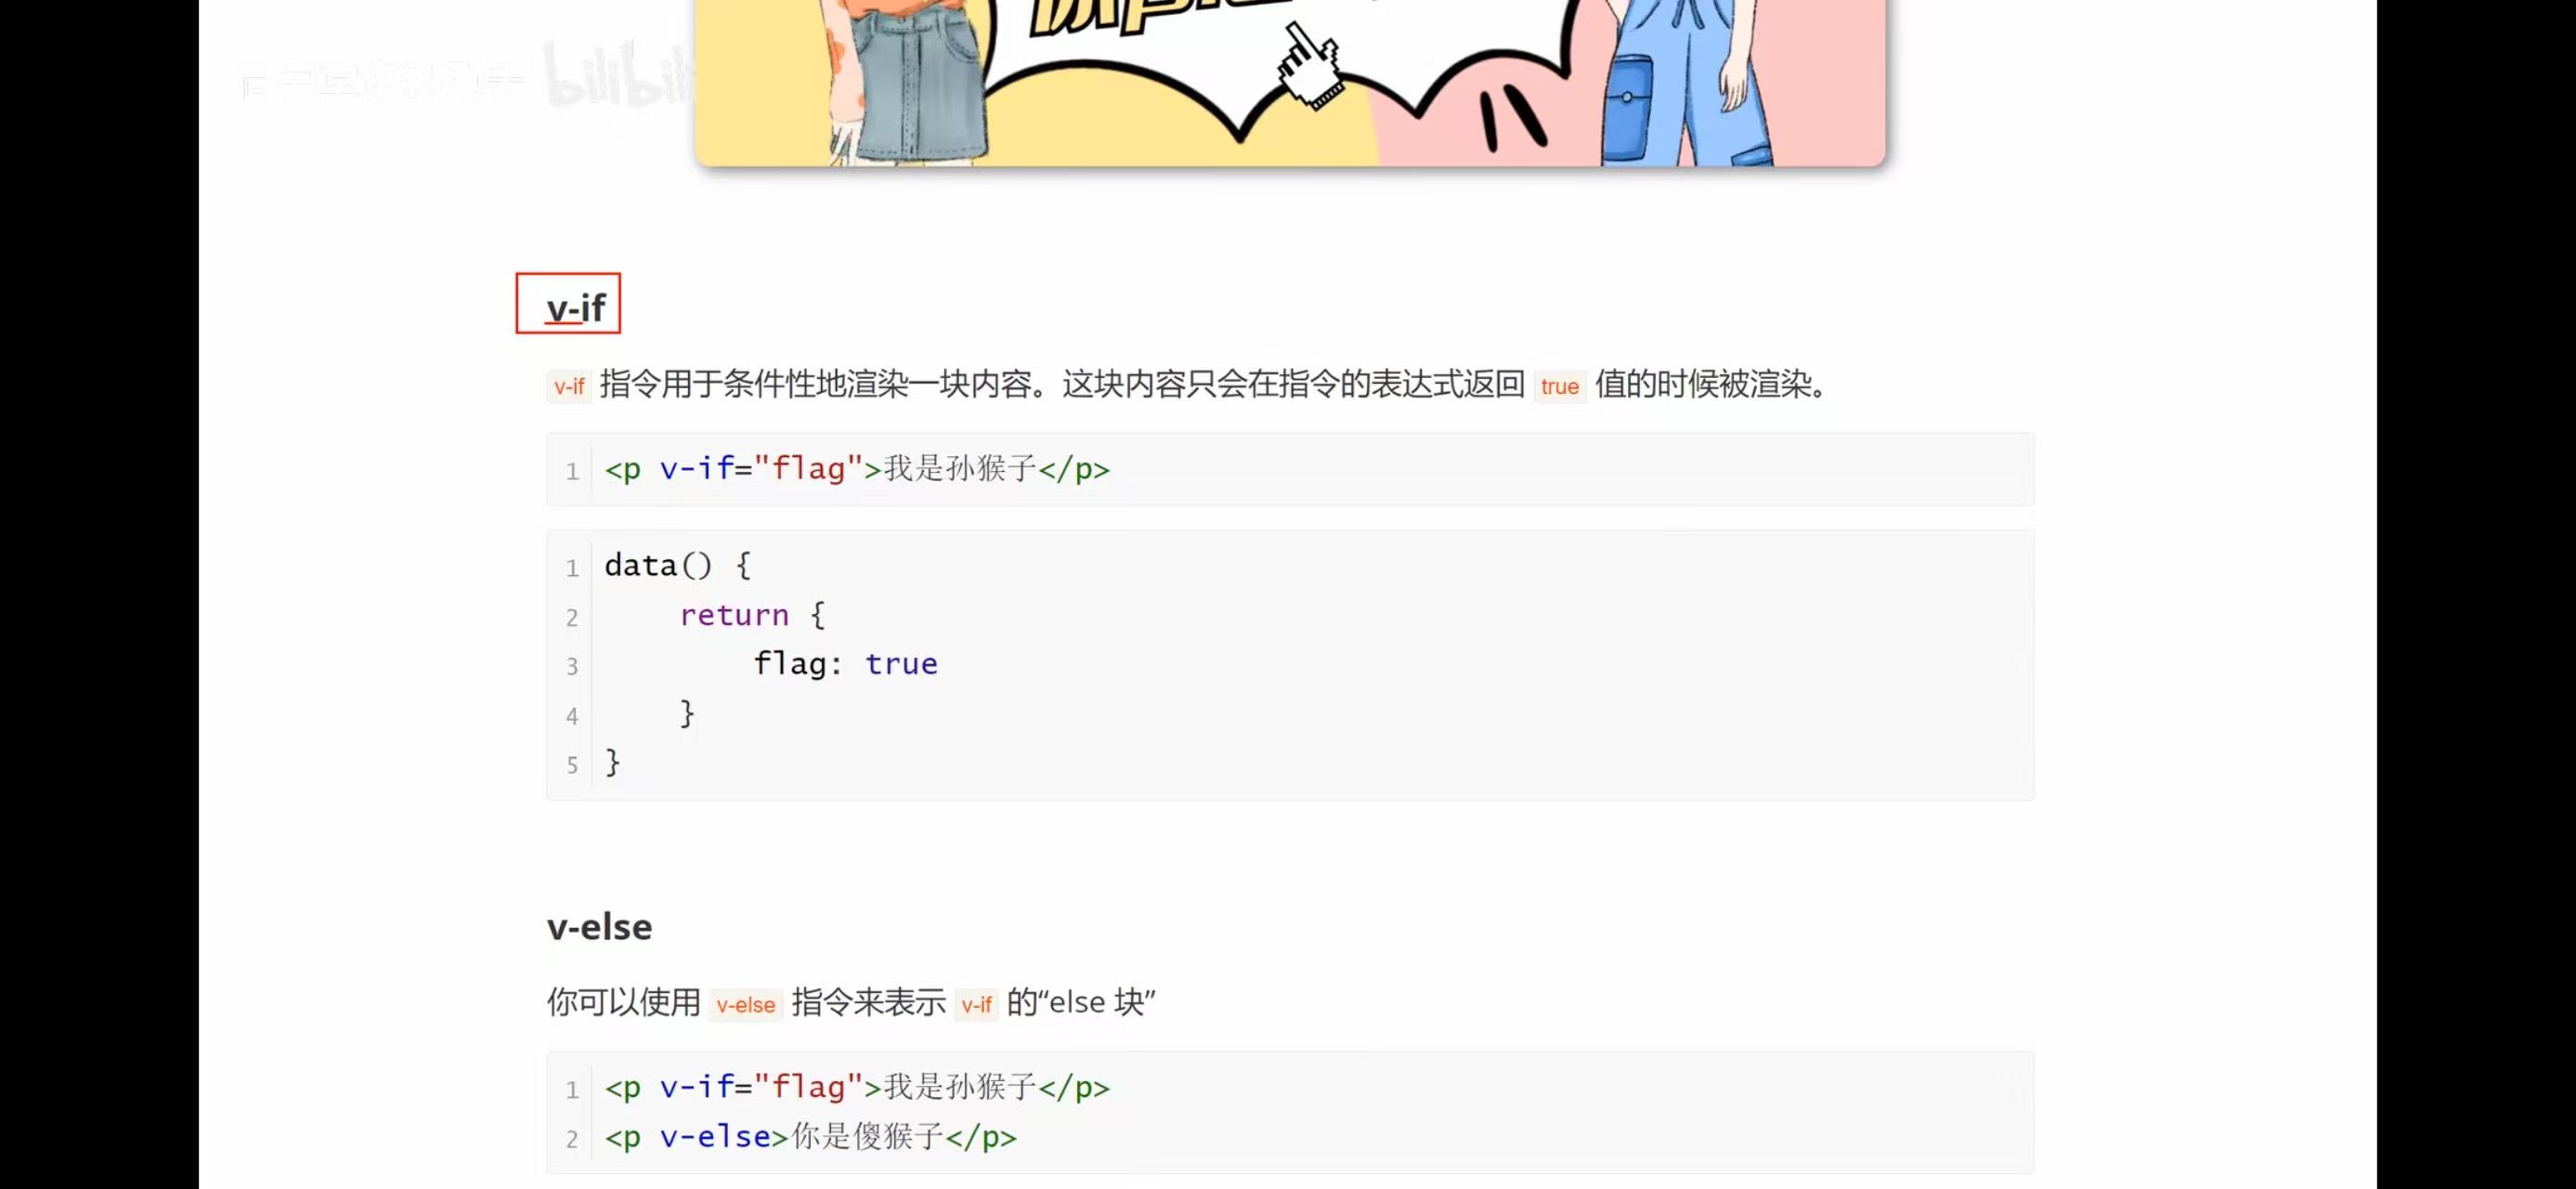 bilibili
v-if
v-if 指令用于条件性地渲染一块内容。这块内容只会在指令的表达式返回 true 值的时候被渲染。
1 <p v-if="flag">我是孙猴子</p>
1 data() {
2 return {
3 flag: true
4 }
5 }
v-else
你可以使用 v-else 指令来表示 v-if 的“else 块”
1 <p v-if="flag">我是孙猴子</p>
2 <p v-else>你是傻猴子</p>